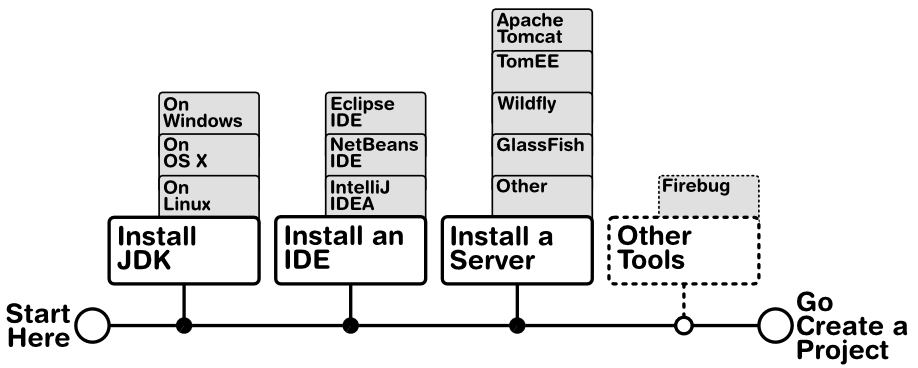 Apache
Tomcat
TomEE
Wildfly
GlassFish
Other
On
Windows
On
OS X
On
Linux
Eclipse
IDE
NetBeans
IDE
IntelliJ
IDEA
Firebug
Install
JDK
Install an
IDE
Install a
Server
Other
Tools
Start
Here
Go
Create a
Project